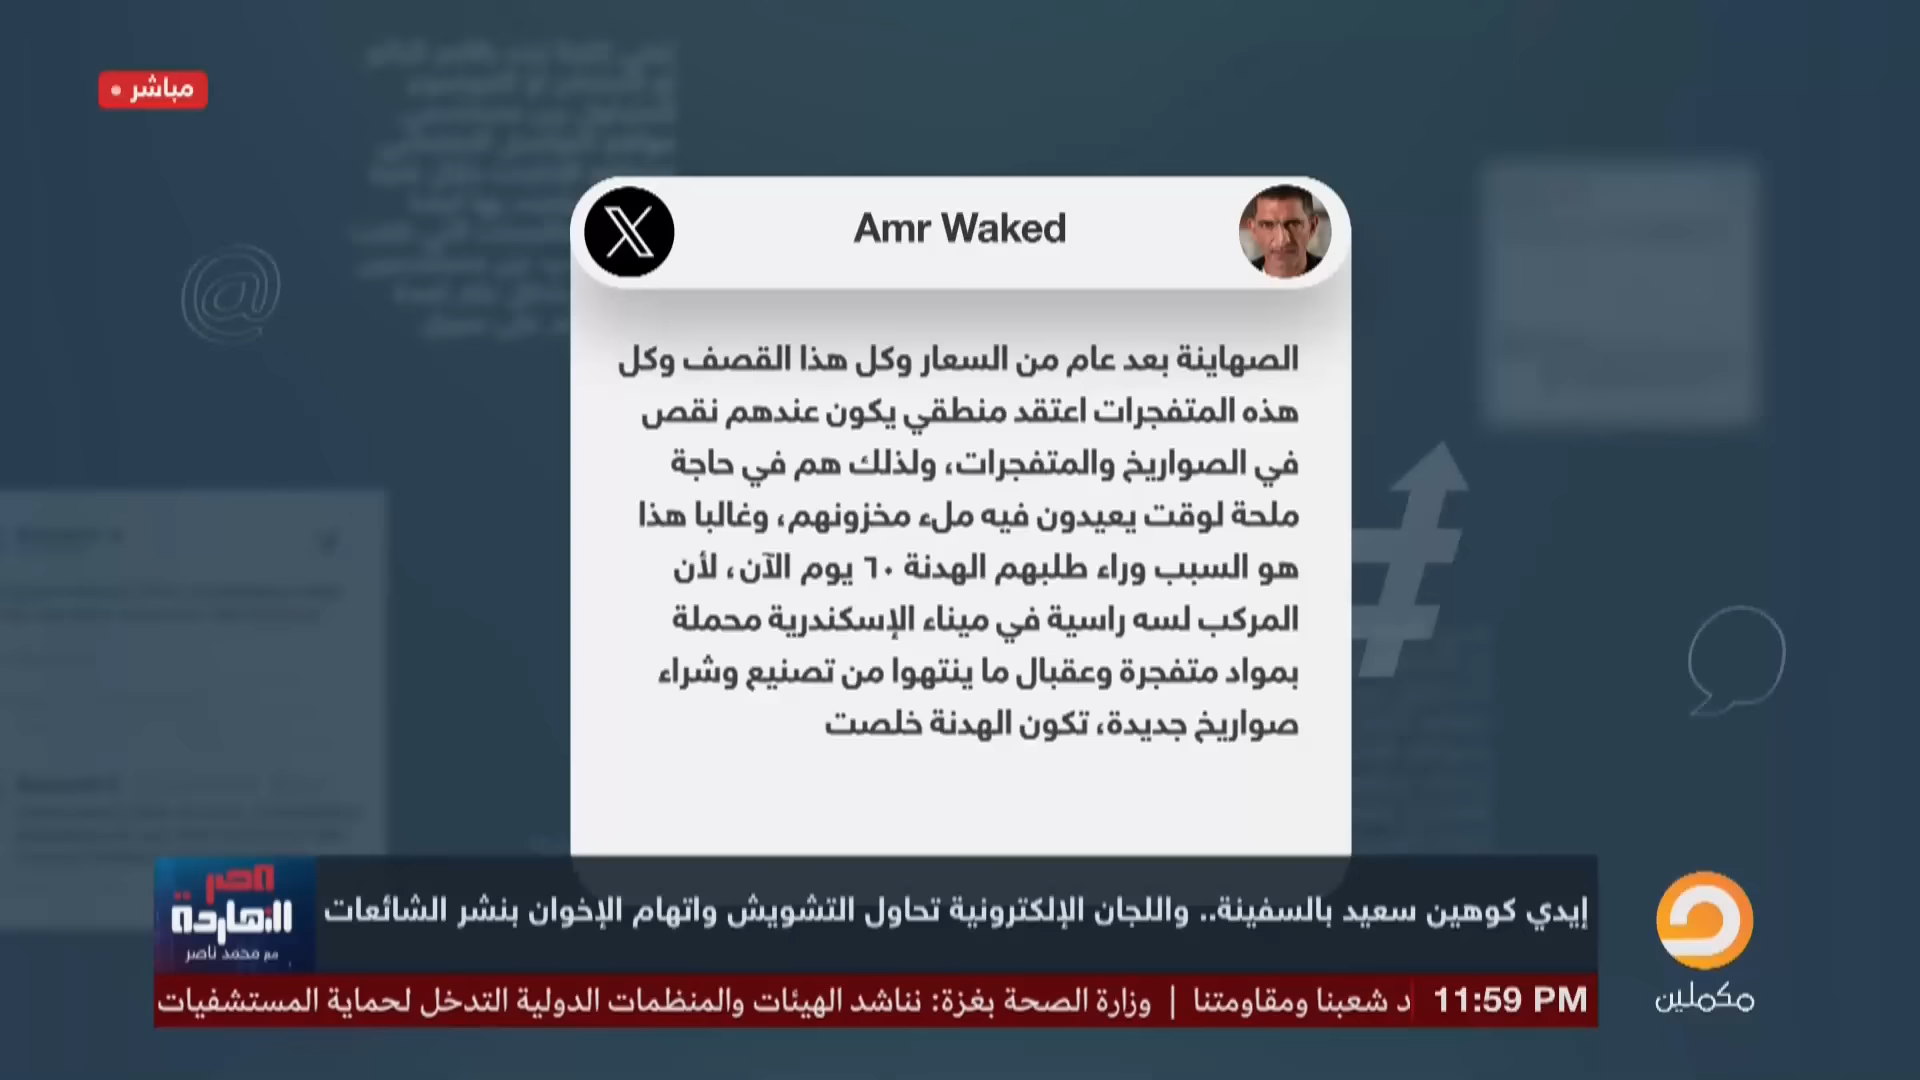 مباشر
Amr Waked
الصهاينة بعد عام من السعار وكل هذا القصف وكل
هذه المتفجرات اعتقد منطقي يكون عندهم نقص
في الصواريخ والمتفجرات، ولذلك هم في حاجة
ملحة لوقت يعيدون فيه ملء مخزونهم، وغالبا هذا
هو السبب وراء طلبهم الهدنة ٦٠ يوم الآن، لأن
المركب لسه راسية في ميناء الإسكندرية محملة
بمواد متفجرة وعقبال ما ينتهوا من تصنيع وشراء
صواريخ جديدة، تكون الهدنة خلصت
إيدي كوهين سعيد بالسفينة.. واللجان الإلكترونية تحاول التشويش واتهام الإخوان بنشر الشائعات
مصر
النهاردة
مع محمد ناصر
11:59 PM
د شعبنا ومقاومتنا | وزارة الصحة بغزة: نناشد الهيئات والمنظمات الدولية التدخل لحماية المستشفيات
مكملين